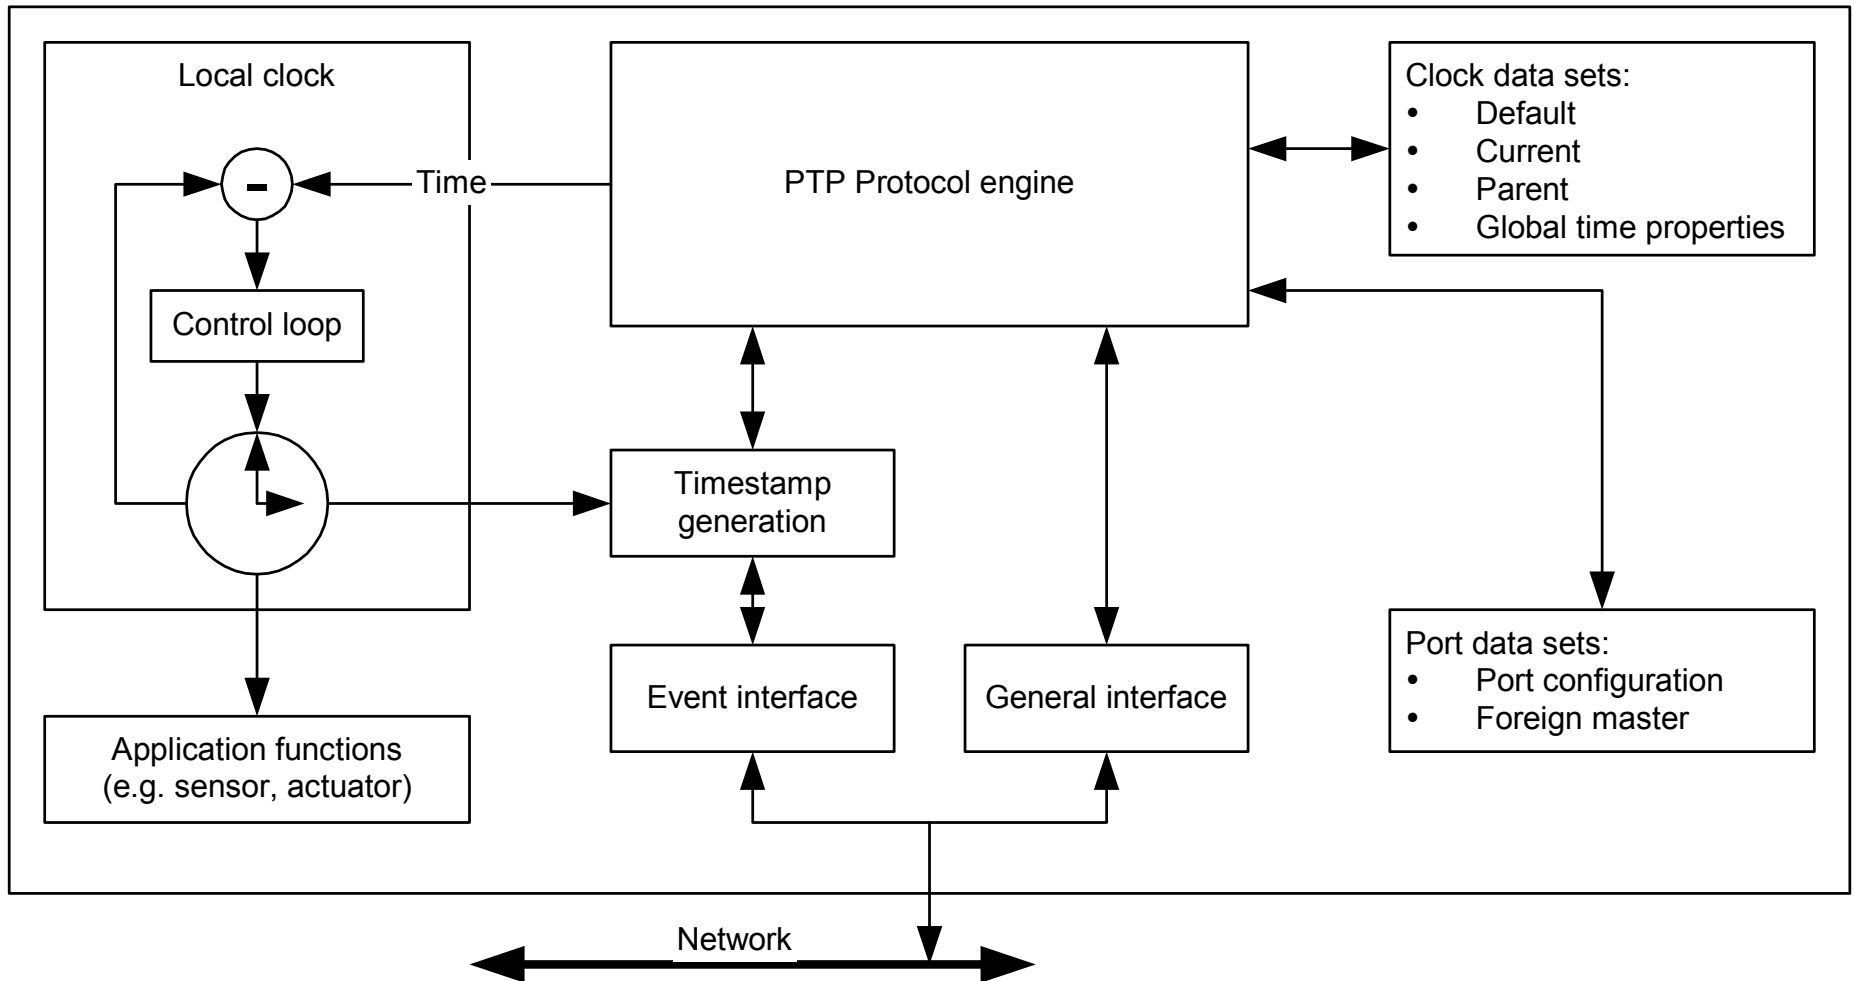 Local clock
-
Time
Control loop
PTP Protocol engine
Clock data sets:
• Default
• Current
• Parent
• Global time properties
Timestamp
generation
Event interface
General interface
Port data sets:
• Port configuration
• Foreign master
Application functions
(e.g. sensor, actuator)
Network